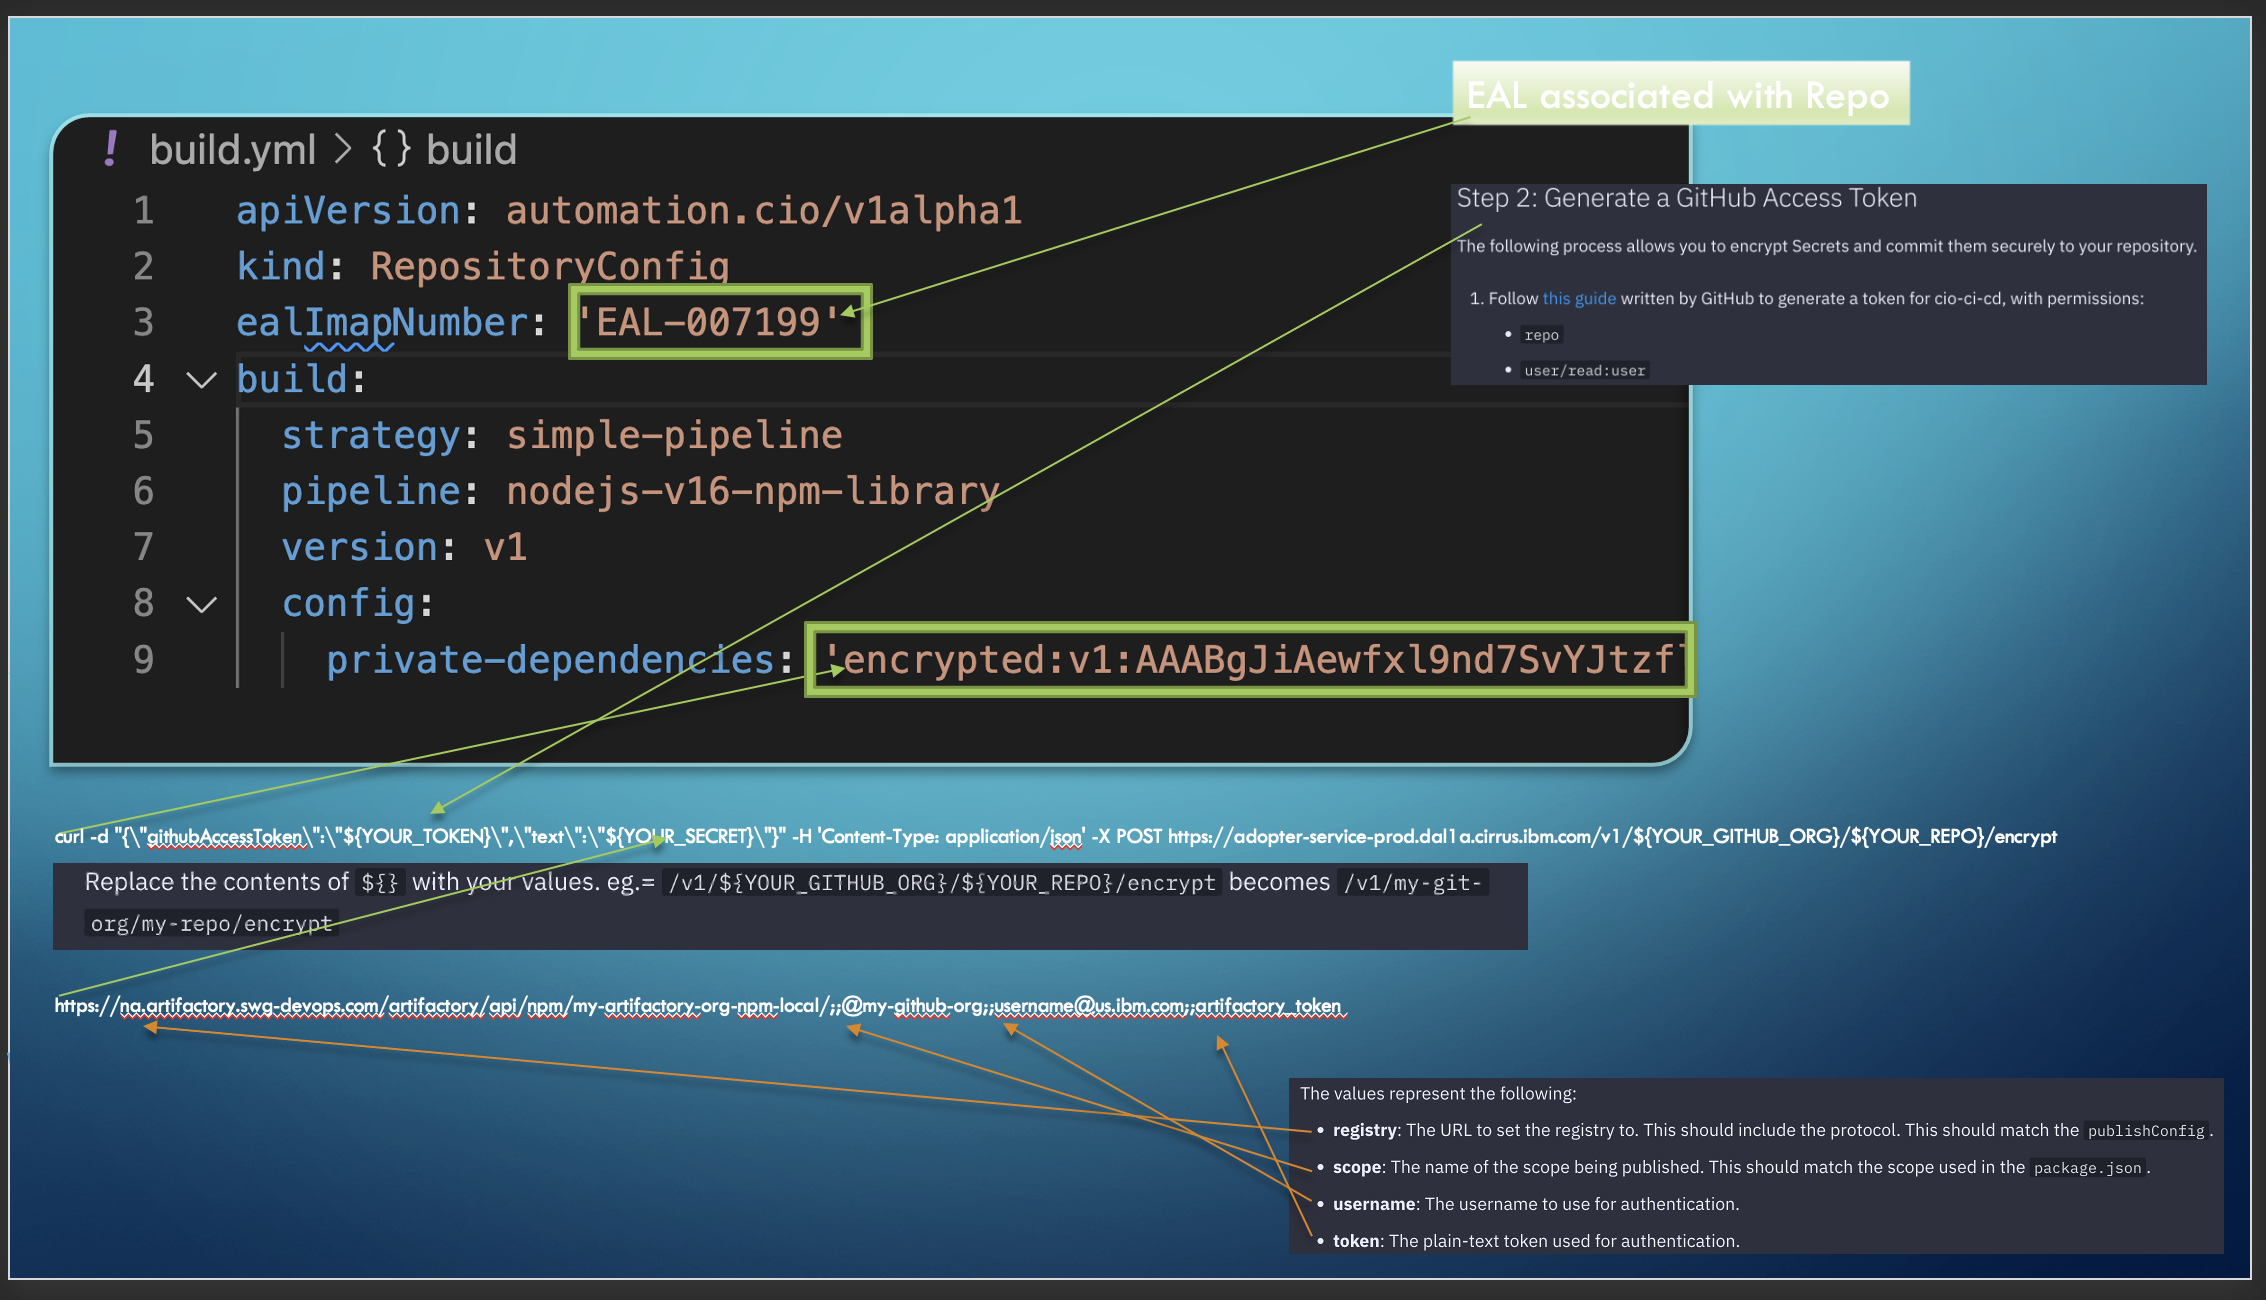 EAL associated with Repo
! build.yml > {} build
1 apiVersion: automation.cio/v1alpha1
2 kind: RepositoryConfig
3 ealImapNumber: 'EAL-007199'
4 build:
5 strategy: simple-pipeline
6 pipeline: nodejs-v16-npm-library
7 version: v1
8 config:
9 private-dependencies: 'encrypted:v1:AAABgJiAewfxl9nd7SvYJtzf
Step 2: Generate a GitHub Access Token
The following process allows you to encrypt Secrets and commit them securely to your repository.
1. Follow this guide written by GitHub to generate a token for cio-ci-cd, with permissions:
• repo
• user/read:user
curl -d "{\"githubAccessToken\":\"${YOUR_TOKEN}\",\"text\":\"${YOUR_SECRET}\"}" -H 'Content-Type: application/json' -X POST https://adopter-service-prod.dal1a.cirrus.ibm.com/v1/${YOUR_GITHUB_ORG}/${YOUR_REPO}/encrypt
Replace the contents of ${} with your values. eg.= /v1/${YOUR_GITHUB_ORG}/${YOUR_REPO}/encrypt becomes /v1/my-git-
org/my-repo/encrypt
https://na.artifactory.swg-devops.com/artifactory/api/npm/my-artifactory-org-npm-local/;;@my-github-org;;username@us.ibm.com;;artifactory_token
The values represent the following:
• registry: The URL to set the registry to. This should include the protocol. This should match the publishConfig.
• scope: The name of the scope being published. This should match the scope used in the package.json.
• username: The username to use for authentication.
• token: The plain-text token used for authentication.